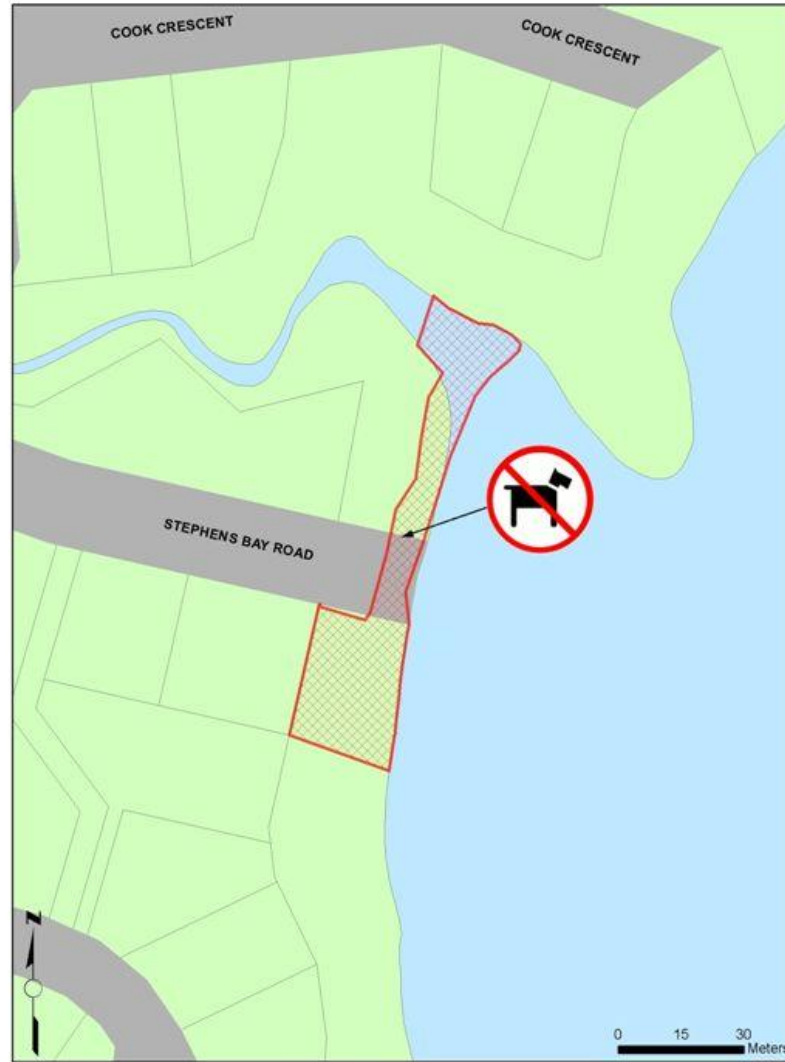 COOK CRESCENT
COOK CRESCENT
STEPHENS BAY ROAD
N
0 15 30
Meters